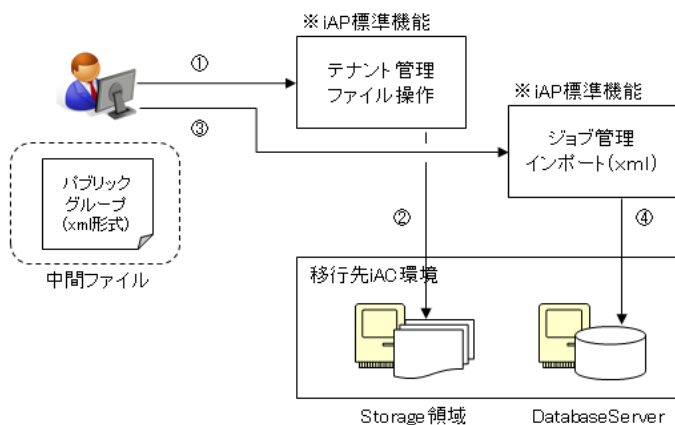 ※iAP標準機能
①
テナント管理
ファイル操作
※iAP標準機能
③
ジョブ管理
インポート(xml)
パブリック
グループ
(xml形式)
中間ファイル
②
④
移行先iAC環境
Storage領域
DatabaseServer